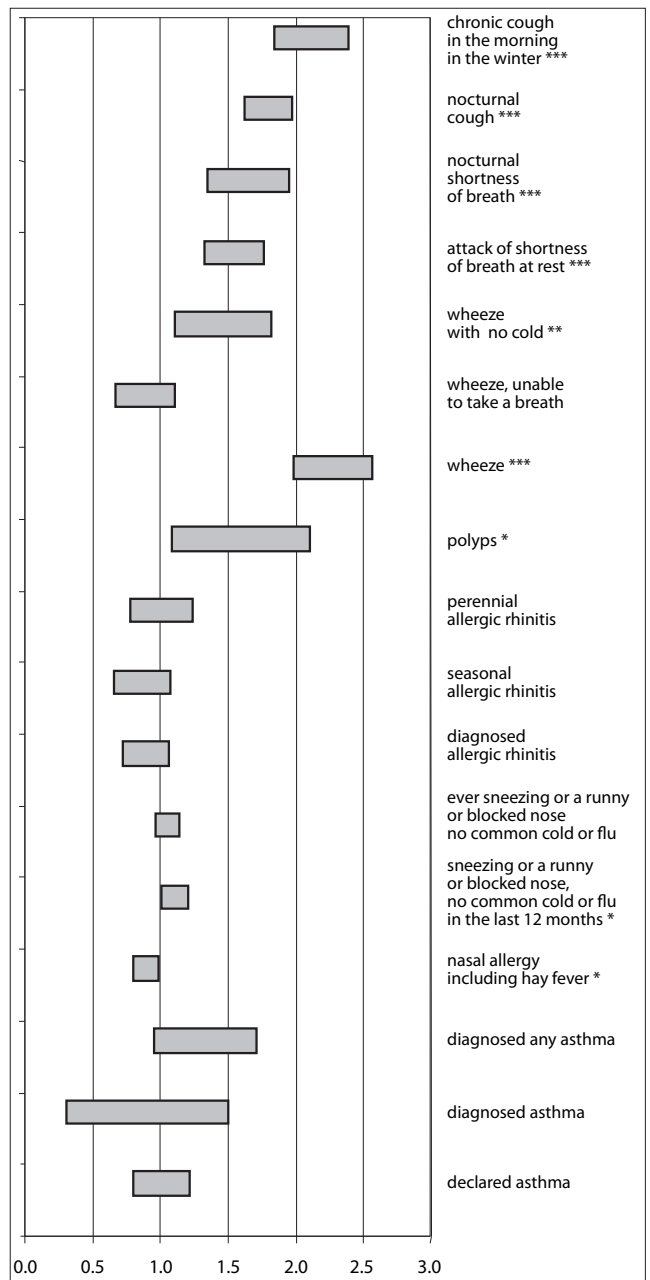 chronic cough
in the morning
in the winter ***
nocturnal
cough ***
nocturnal
shortness
of breath ***
attack of shortness
of breath at rest ***
wheeze
with no cold **
wheeze, unable
to take a breath
wheeze ***
polyps *
perennial
allergic rhinitis
seasonal
allergic rhinitis
diagnosed
allergic rhinitis
ever sneezing or a runny
or blocked nose
no common cold or flu
sneezing or a runny
or blocked nose,
no common cold or flu
in the last 12 months *
nasal allergy
including hay fever *
diagnosed any asthma
diagnosed asthma
declared asthma
0.0 0.5 1.0 1.5 2.0 2.5 3.0